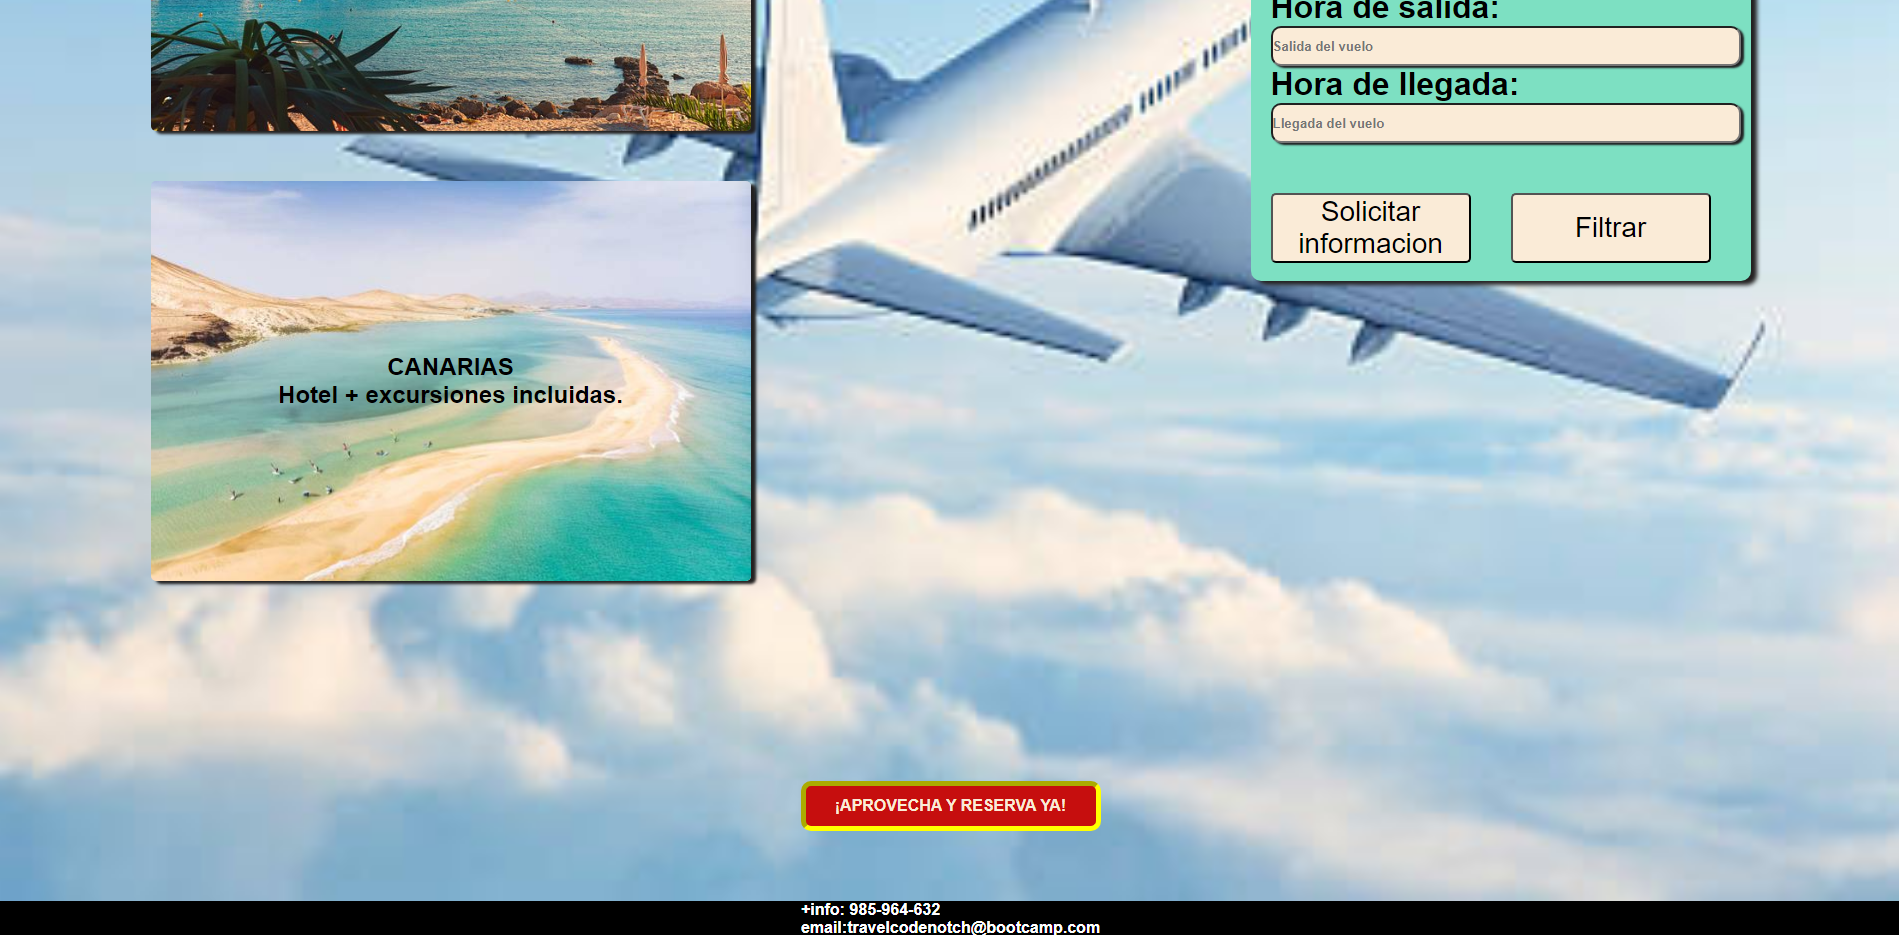 Hora de salida:
Salida del vuelo
Hora de llegada:
Llegada del vuelo
Solicitar
informacion
Filtrar
CANARIAS
Hotel + excursiones incluidas.
¡APROVECHA Y RESERVA YA!
+info: 985-964-632
email:travelcodenotch@bootcamp.com